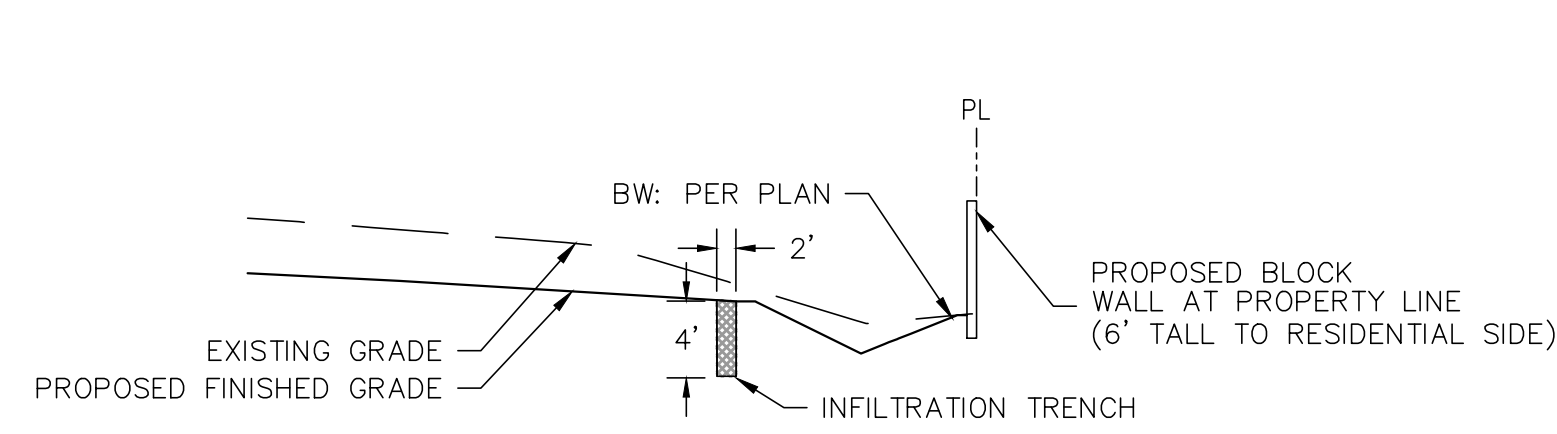 PL
BW: PER PLAN
2'
PROPOSED BLOCK
WALL AT PROPERTY LINE
(6' TALL TO RESIDENTIAL SIDE)
4'
EXISTING GRADE
PROPOSED FINISHED GRADE
INFILTRATION TRENCH